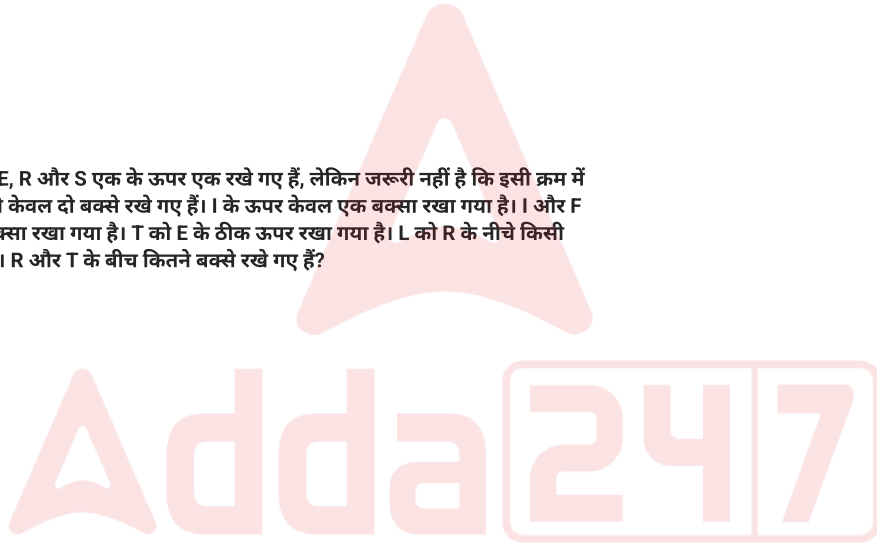 E, R और S एक के ऊपर एक रखे गए हैं, लेकिन जरूरी नहीं है कि इसी क्रम में
केवल दो बक्से रखे गए हैं। I के ऊपर केवल एक बक्सा रखा गया है। I और F
रखा गया है। T को E के ठीक ऊपर रखा गया है। L को R के नीचे किसी
। R और T के बीच कितने बक्से रखे गए हैं?
Adda247